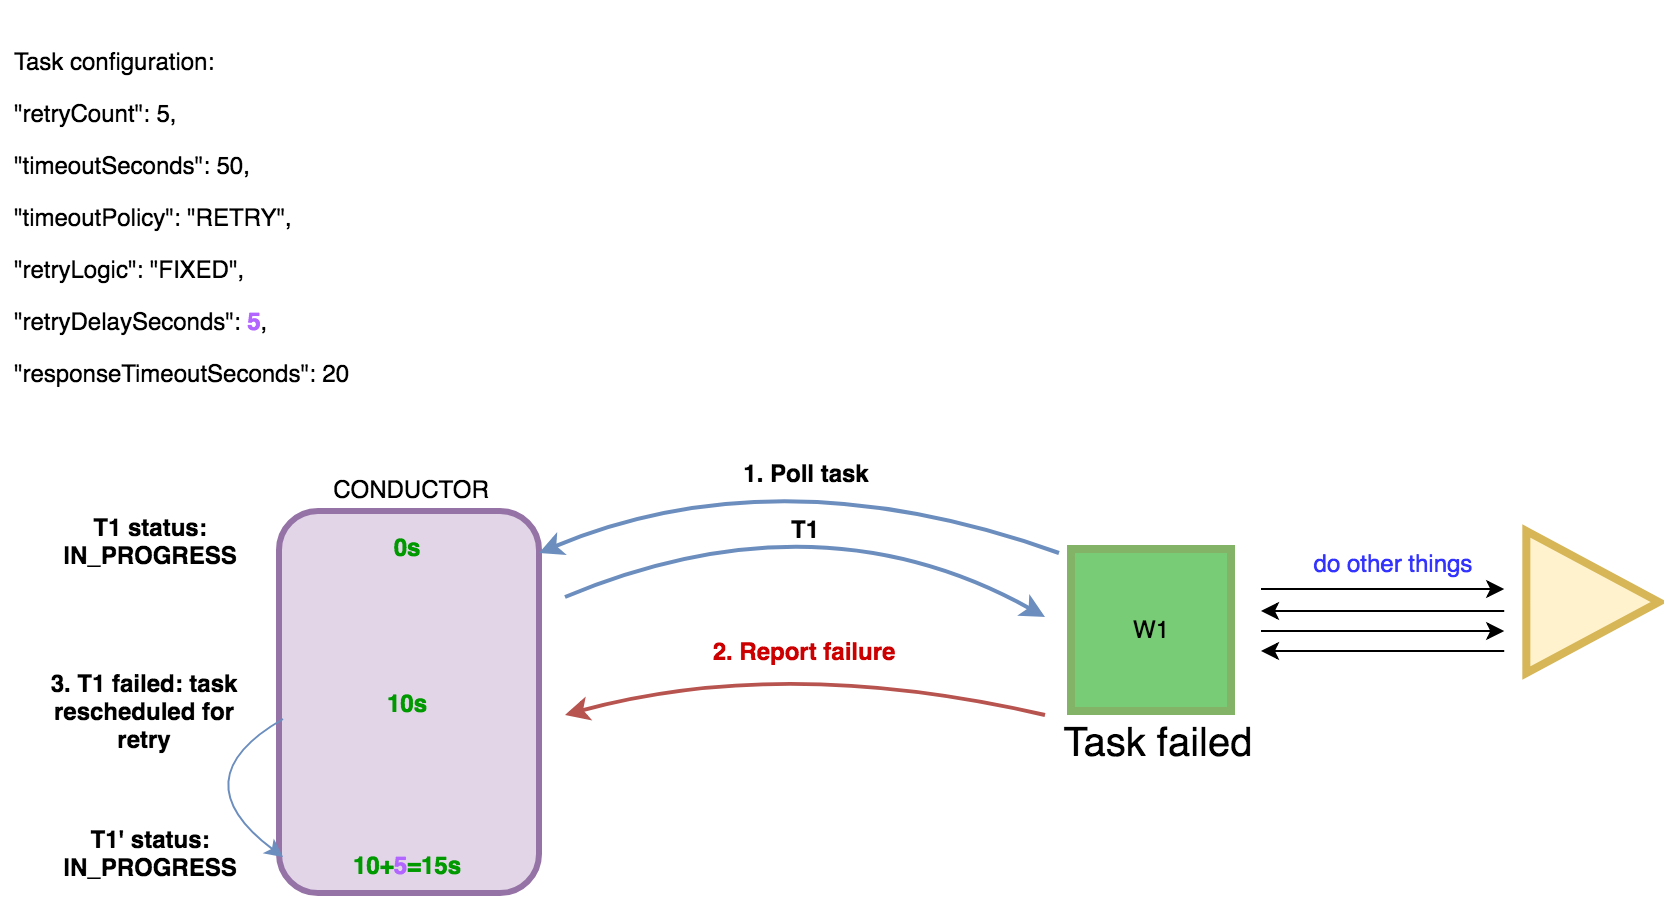 Task configuration:
"retryCount": 5,
"timeoutSeconds": 50,
"timeoutPolicy": "RETRY",
"retryLogic": "FIXED",
"retryDelaySeconds": 5,
"responseTimeoutSeconds": 20
CONDUCTOR
T1 status:
IN_PROGRESS
0s
1. Poll task
T1
do other things
W1
2. Report failure
3. T1 failed: task
rescheduled for
retry
10s
Task failed
T1' status:
IN_PROGRESS
10+5=15s